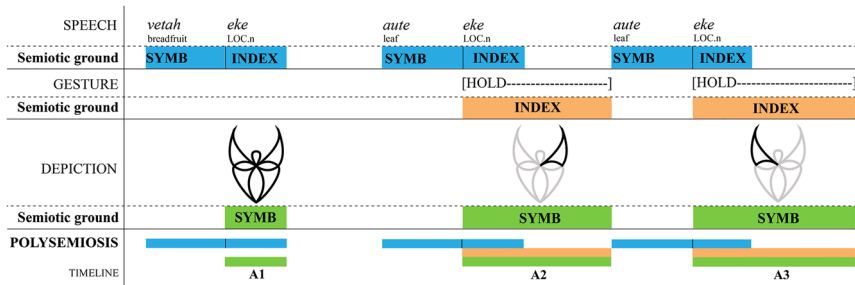 SPEECH vetah eke aute eke aute eke
breadfruit LOC.n leaf LOC.n leaf LOC.n
Semiotic ground SYMB INDEX SYMB INDEX SYMB INDEX
GESTURE [HOLD---------------------] [HOLD------------------------]
Semiotic ground INDEX INDEX
DEPICTION
Semiotic ground SYMB SYMB SYMB
POLYSEMIOSIS
TIMELINE A1 A2 A3